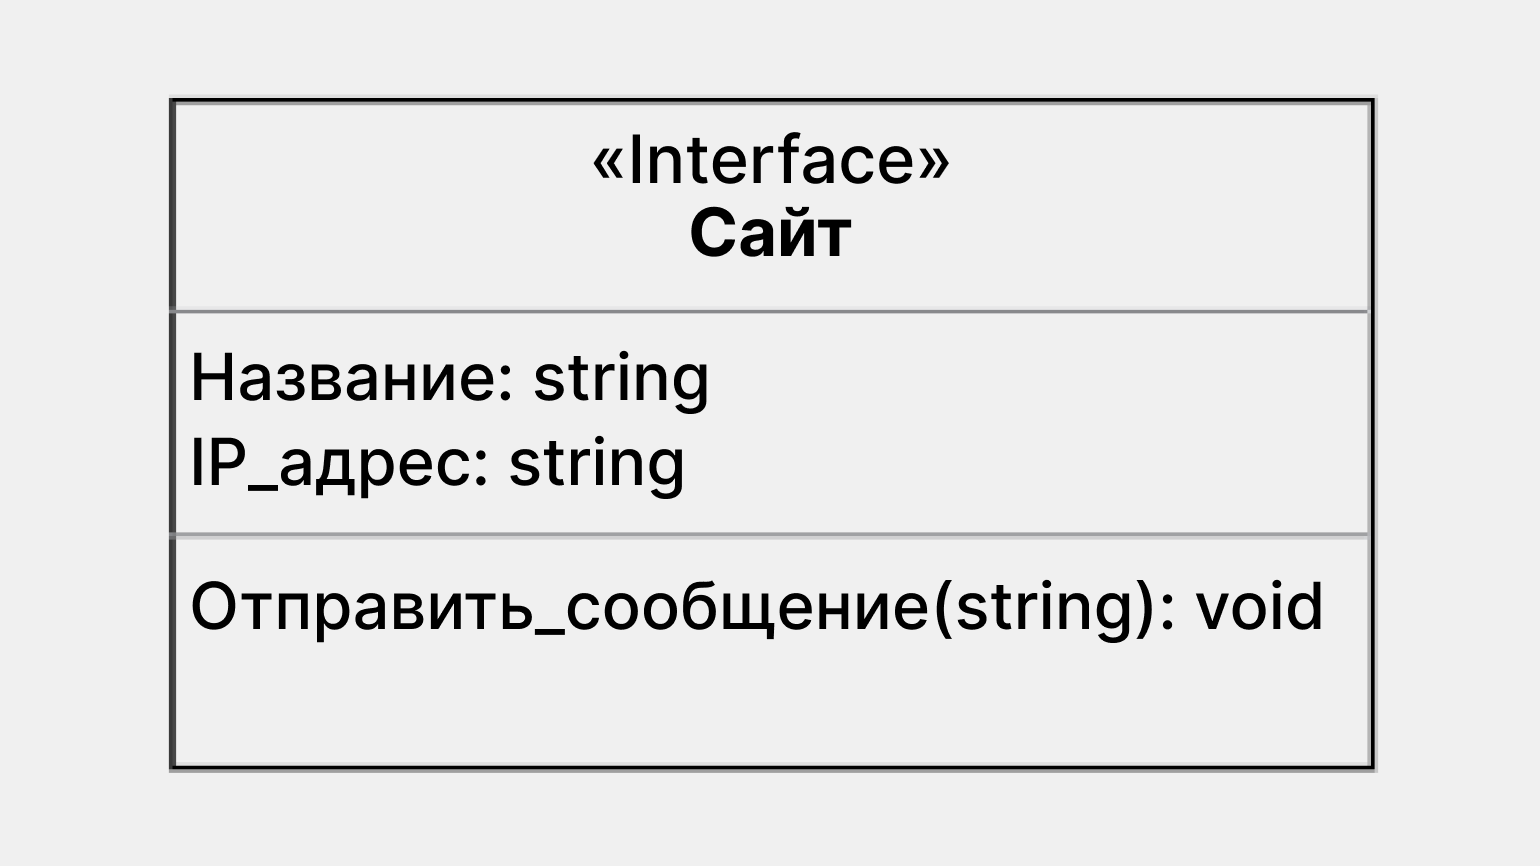 «Interface»
Сайт
Название: string
IP_адрес: string
Отправить_сообщение(string): void